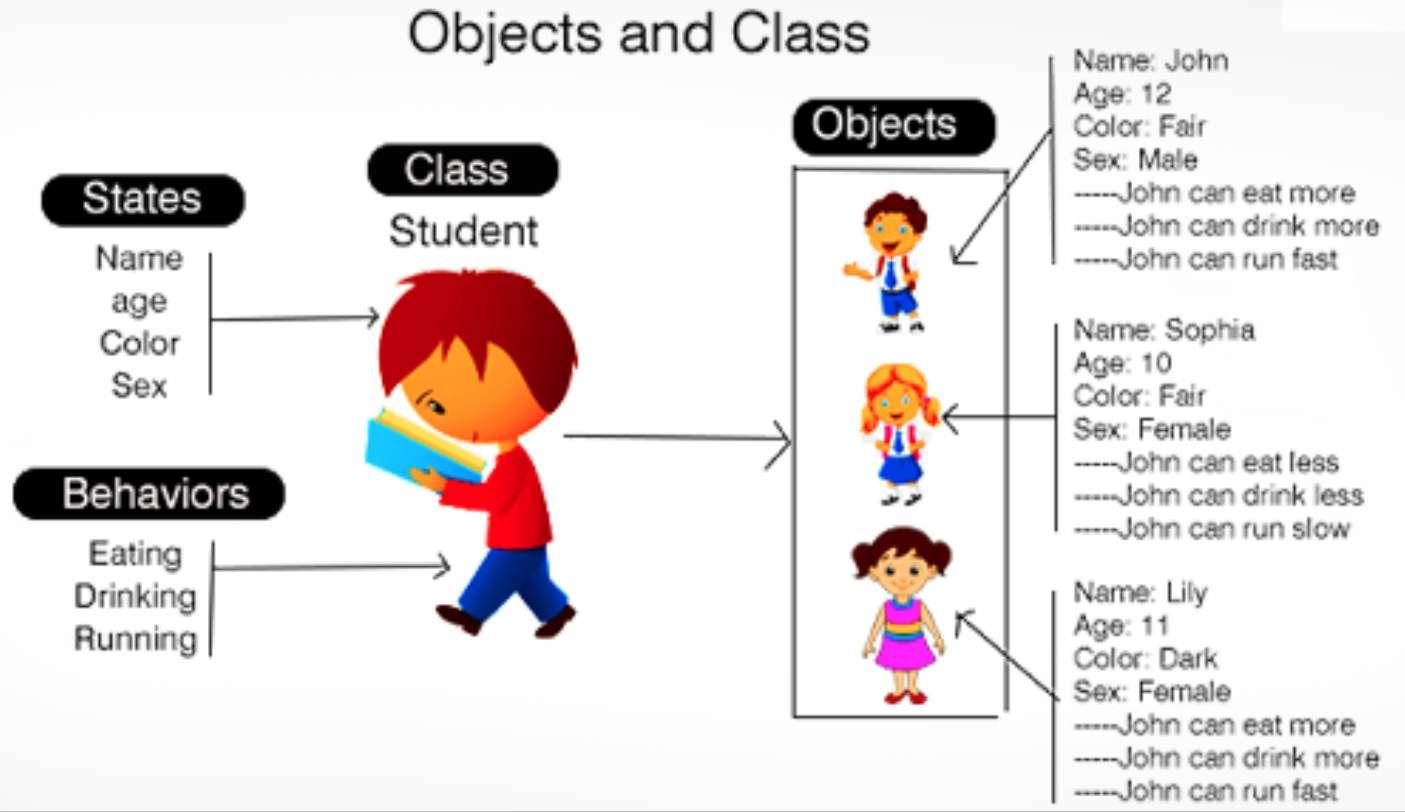 Objects and Class
States
Name
age
Color
Sex
Behaviors
Eating
Drinking
Running
Class
Student
Objects
Name: John
Age: 12
Color: Fair
Sex: Male
-----John can eat more
-----John can drink more
-----John can run fast
Name: Sophia
Age: 10
Color: Fair
Sex: Female
-----John can eat less
-----John can drink less
-----John can run slow
Name: Lily
Age: 11
Color: Dark
Sex: Female
-----John can eat more
-----John can drink more
-----John can run fast